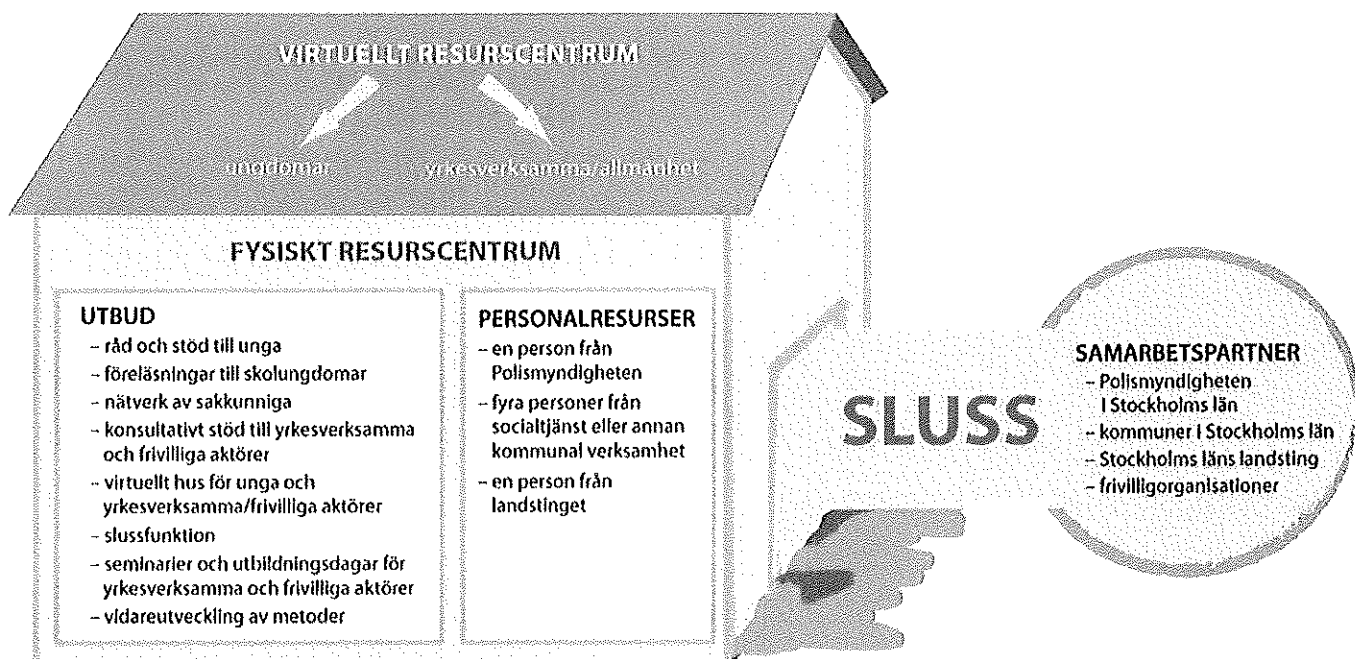 VIRTUELLT RESURSCENTRUM
ungdomar
yrkesverksamma/allmänhet
FYSISKT RESURSCENTRUM
UTBUD
– råd och stöd till unga
– föreläsningar till skolungdomar
– nätverk av sakkunniga
– konsultativt stöd till yrkesverksamma
och frivilliga aktörer
– virtuellt hus för unga och
yrkesverksamma/frivilliga aktörer
– slussfunktion
– seminarier och utbildningsdagar för
yrkesverksamma och frivilliga aktörer
– vidareutveckling av metoder
PERSONALRESURSER
– en person från
Polismyndigheten
– fyra personer från
socialtjänst eller annan
kommunal verksamhet
– en person från
landstinget
SLUSS
SAMARBETSPARTNER
– Polismyndigheten
i Stockholms län
– kommuner i Stockholms län
– Stockholms läns landsting
– frivilligorganisationer